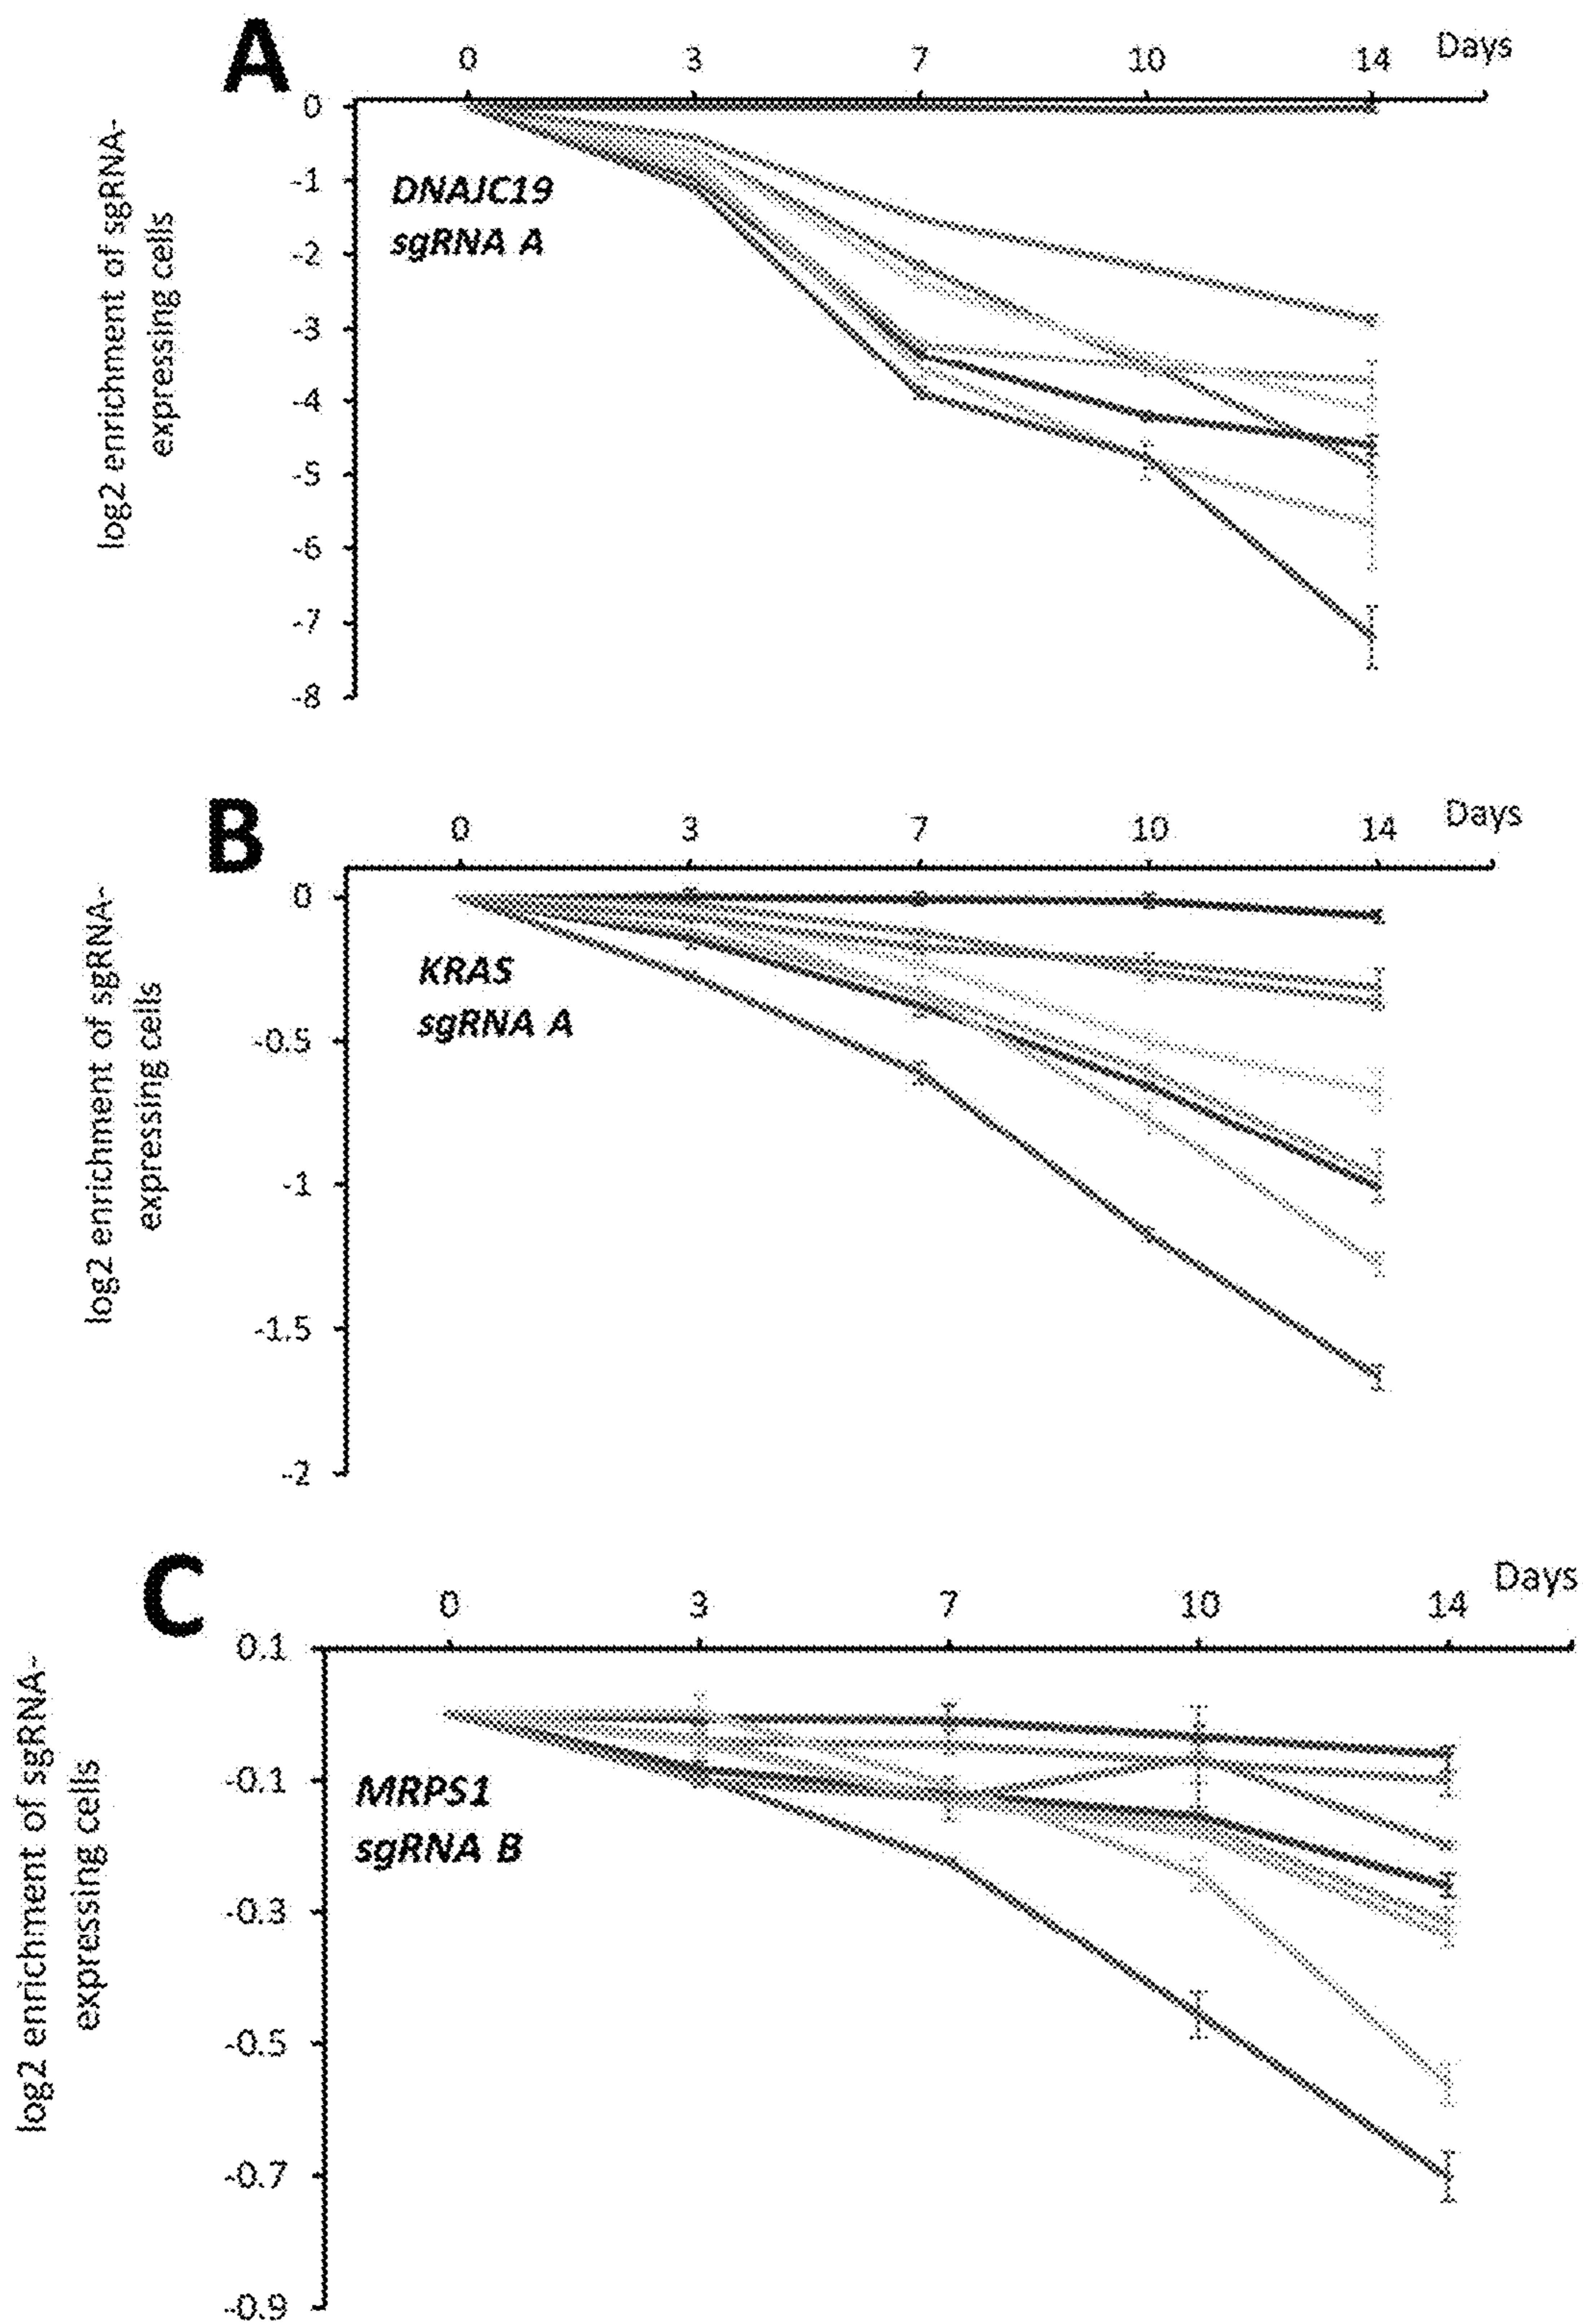 A
0 3 7 10 14 Days
0
-1
-2
-3
-4
-5
-6
-7
-8
log2 enrichment of sgRNA-
expressing cells
DNAJC19
sgRNA A
B
0 3 7 10 14 Days
0
-0.5
-1
-1.5
-2
log2 enrichment of sgRNA-
expressing cells
KRAS
sgRNA A
C
0 3 7 10 14 Days
0.1
-0.1
-0.3
-0.5
-0.7
-0.9
log2 enrichment of sgRNA-
expressing cells
MRPS1
sgRNA B